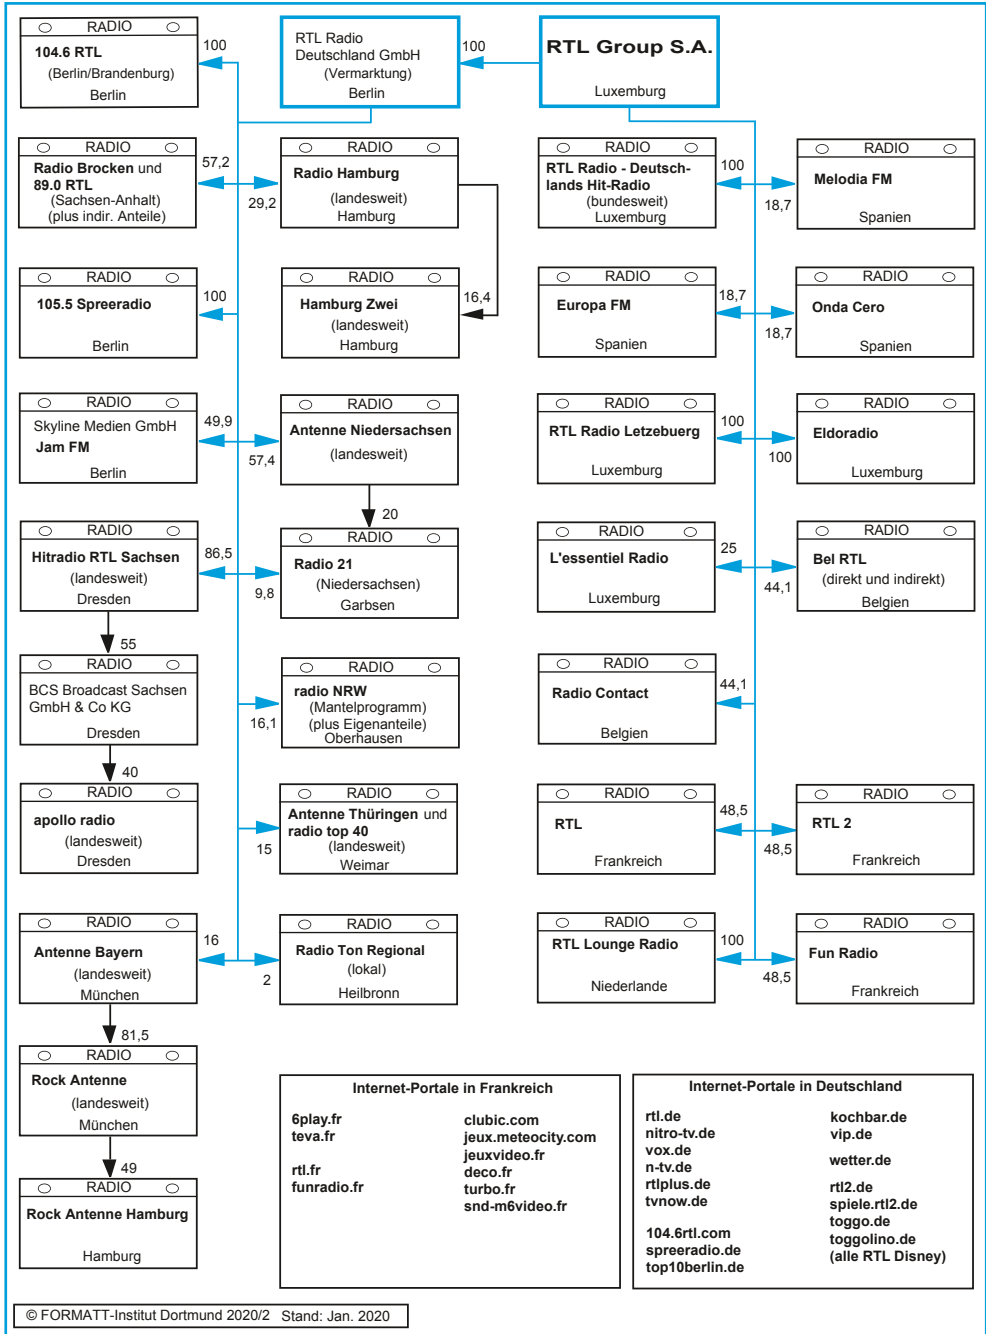 RADIO
104.6 RTL
(Berlin/Brandenburg)
Berlin
100
RTL Radio
Deutschland GmbH
(Vermarktung)
Berlin
100
RTL Group S.A.
Luxemburg
RADIO
Radio Brocken und
89.0 RTL
(Sachsen-Anhalt)
(plus indir. Anteile)
57,2
29,2
RADIO
Radio Hamburg
(landesweit)
Hamburg
RADIO
RTL Radio - Deutsch-
lands Hit-Radio
(bundesweit)
Luxemburg
100
18,7
RADIO
Melodia FM
Spanien
RADIO
105.5 Spreeradio
Berlin
100
RADIO
Hamburg Zwei
(landesweit)
Hamburg
16,4
RADIO
Europa FM
Spanien
18,7
18,7
RADIO
Onda Cero
Spanien
RADIO
Skyline Medien GmbH
Jam FM
Berlin
49,9
57,4
RADIO
Antenne Niedersachsen
(landesweit)
20
RADIO
RTL Radio Letzebuerg
Luxemburg
100
100
RADIO
Eldoradio
Luxemburg
RADIO
Hitradio RTL Sachsen
(landesweit)
Dresden
86,5
9,8
55
RADIO
Radio 21
(Niedersachsen)
Garbsen
RADIO
L'essentiel Radio
Luxemburg
25
44,1
RADIO
Bel RTL
(direkt und indirekt)
Belgien
RADIO
BCS Broadcast Sachsen
GmbH & Co KG
Dresden
40
16,1
RADIO
radio NRW
(Mantelprogramm)
(plus Eigenanteile)
Oberhausen
RADIO
Radio Contact
Belgien
44,1
RADIO
apollo radio
(landesweit)
Dresden
15
RADIO
Antenne Thüringen und
radio top 40
(landesweit)
Weimar
RADIO
RTL
Frankreich
48,5
48,5
RADIO
RTL 2
Frankreich
RADIO
Antenne Bayern
(landesweit)
München
16
2
81,5
RADIO
Radio Ton Regional
(lokal)
Heilbronn
RADIO
RTL Lounge Radio
Niederlande
100
48,5
RADIO
Fun Radio
Frankreich
RADIO
Rock Antenne
(landesweit)
München
49
RADIO
Rock Antenne Hamburg
Hamburg
Internet-Portale in Frankreich
6play.fr
teva.fr
rtl.fr
funradio.fr
clubic.com
jeux.meteocity.com
jeuxvideo.fr
deco.fr
turbo.fr
snd-m6video.fr
Internet-Portale in Deutschland
rtl.de
nitro-tv.de
vox.de
n-tv.de
rtlplus.de
tvnow.de
104.6rtl.com
spreeradio.de
top10berlin.de
kochbar.de
vip.de
wetter.de
rtl2.de
spiele.rtl2.de
toggo.de
toggolino.de
(alle RTL Disney)
© FORMATT-Institut Dortmund 2020/2 Stand: Jan. 2020